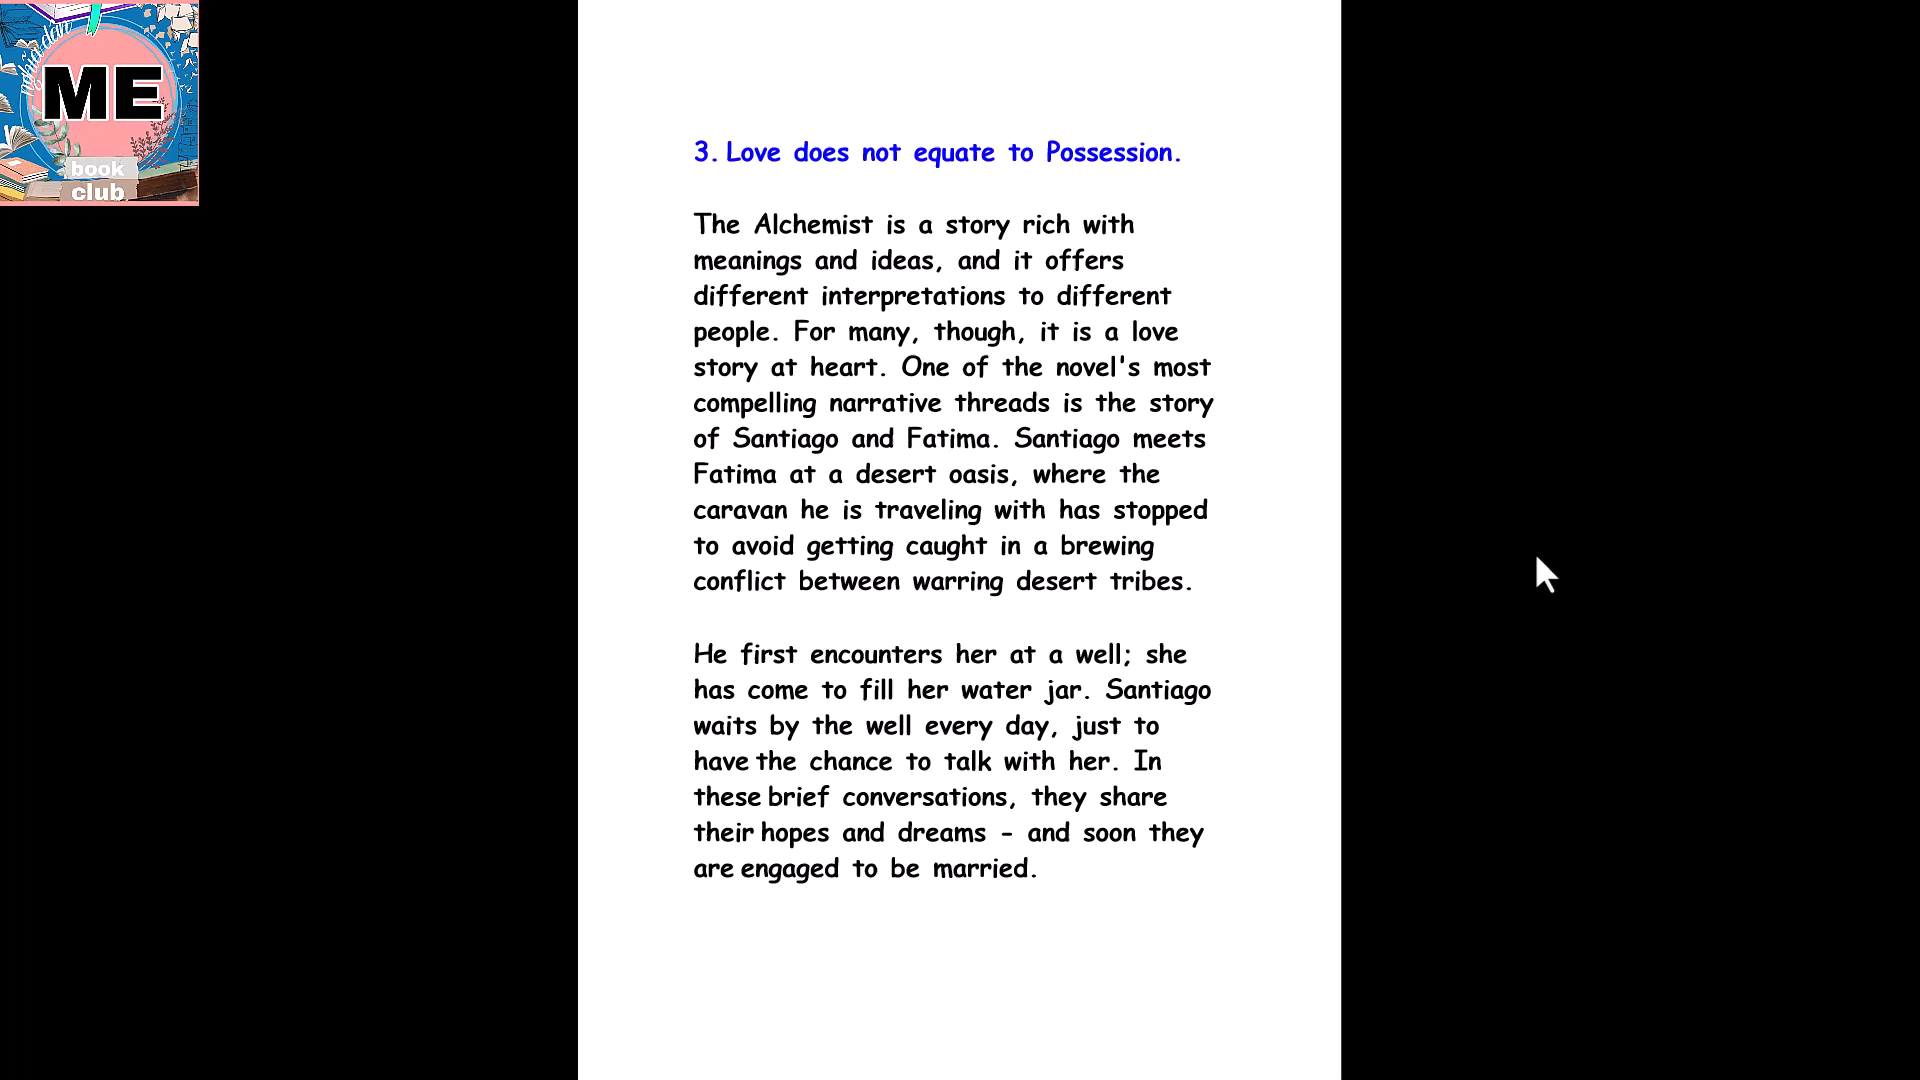 nghĩa dân
ME
book
club
3. Love does not equate to Possession.
The Alchemist is a story rich with
meanings and ideas, and it offers
different interpretations to different
people. For many, though, it is a love
story at heart. One of the novel's most
compelling narrative threads is the story
of Santiago and Fatima. Santiago meets
Fatima at a desert oasis, where the
caravan he is traveling with has stopped
to avoid getting caught in a brewing
conflict between warring desert tribes.
He first encounters her at a well; she
has come to fill her water jar. Santiago
waits by the well every day, just to
have the chance to talk with her. In
these brief conversations, they share
their hopes and dreams - and soon they
are engaged to be married.